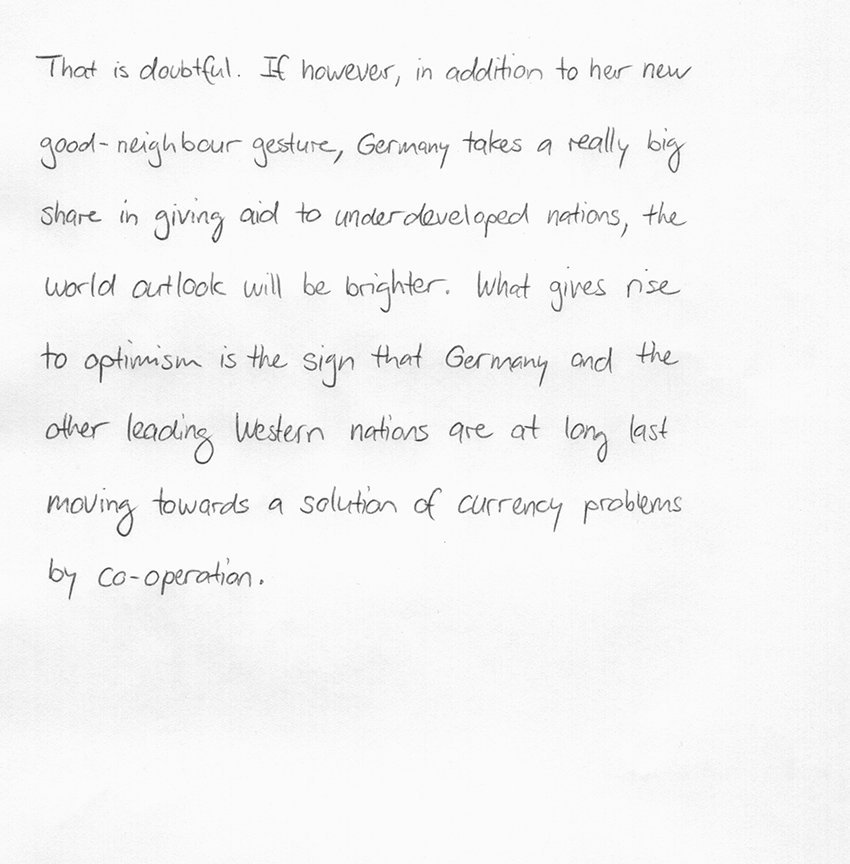 That is doubtful. If however, in addition to her new
good-neighbour gesture, Germany takes a really big
share in giving aid to underdeveloped nations, the
world outlook will be brighter. What gives rise
to optimism is the sign that Germany and the
other leading Western nations are at long last
moving towards a solution of currency problems
by co-operation.